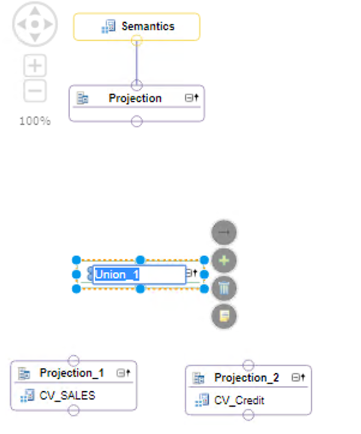 Semantics
Projection
100%
Union_1
Projection_1
CV_SALES
Projection_2
CV_Credit